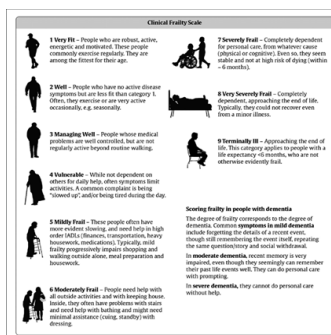 Clinical Frailty Scale
1 Very Fit – People who are robust, active,
energetic and motivated. These people
commonly exercise regularly. They are
among the fittest for their age.
2 Well – People who have no active disease
symptoms but are less fit than category 1.
Often, they exercise or are very active
occasionally, e.g. seasonally.
3 Managing Well – People whose medical
problems are well controlled, but are not
regularly active beyond routine walking.
4 Vulnerable – While not dependent on
others for daily help, often symptoms limit
activities. A common complaint is being
"slowed up", and/or being tired during the day.
5 Mildly Frail – These people often have
more evident slowing, and need help in high
order IADLs (finances, transportation, heavy
housework, medications). Typically, mild
frailty progressively impairs shopping and
walking outside alone, meal preparation and
housework.
6 Moderately Frail – People need help with
all outside activities and with keeping house.
Inside, they often have problems with stairs
and need help with bathing and might need
minimal assistance (cuing, standby) with
dressing.
7 Severely Frail – Completely dependent
for personal care, from whatever cause
(physical or cognitive). Even so, they seem
stable and not at high risk of dying (within
~ 6 months).
8 Very Severely Frail – Completely
dependent, approaching the end of life.
Typically, they could not recover even
from a minor illness.
9 Terminally Ill – Approaching the end of
life. This category applies to people with a
life expectancy <6 months, who are not
otherwise evidently frail.
Scoring frailty in people with dementia
The degree of frailty corresponds to the degree of
dementia. Common symptoms in mild dementia
include forgetting the details of a recent event,
though still remembering the event itself, repeating
the same question/story and social withdrawal.
In moderate dementia, recent memory is very
impaired, even though they seemingly can remember
their past life events well. They can do personal care
with prompting.
In severe dementia, they cannot do personal care
without help.